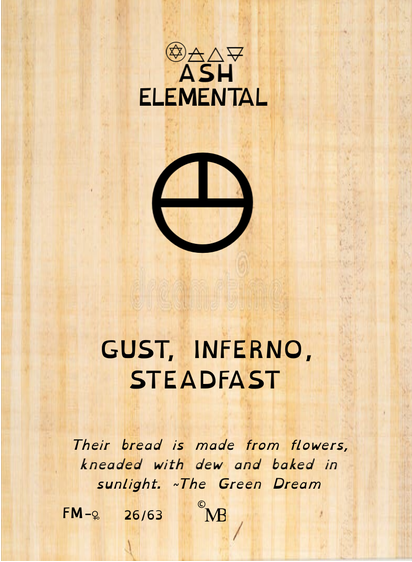 ASH
ELEMENTAL
GUST, INFERNO,
STEADFAST
Their bread is made from flowers,
kneaded with dew and baked in
sunlight. ~The Green Dream
FM-♀ 26/63 © MB